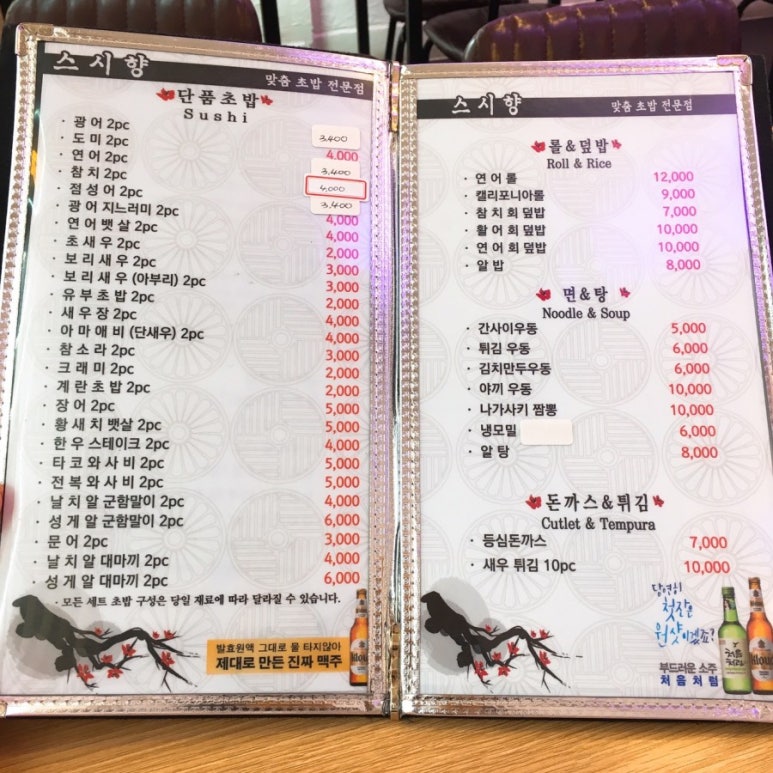 스시향
맞춤 초밥 전문점
단품초밥
Sushi
· 광어 2pc 3,400
· 도미 2pc 4,000
· 연어 2pc 3,400
· 참치 2pc 4,000
· 점성어 2pc 3,400
· 광어지느러미 2pc 4,000
· 연어뱃살 2pc 4,000
· 초새우 2pc 2,000
· 보리새우 2pc 3,000
· 보리새우 (아부리) 2pc 3,000
· 유부초밥 2pc 2,000
· 새우장 2pc 4,000
· 아마애비 (단새우) 2pc 4,000
· 참소라 2pc 3,000
· 크래미 2pc 2,000
· 계란초밥 2pc 2,000
· 장어 2pc 5,000
· 황새치뱃살 2pc 5,000
· 한우스테이크 2pc 5,000
· 타코와사비 2pc 5,000
· 전복와사비 2pc 5,000
· 날치알 군함말이 2pc 4,000
· 성게알 군함말이 2pc 6,000
· 문어 2pc 3,000
· 날치알 대마끼 2pc 4,000
· 성게알 대마끼 2pc 6,000
· 모든 세트 초밥 구성은 당일 재료에 따라 달라질 수 있습니다.
발효원액 그대로 물 타지않아
제대로 만든 진짜 맥주
스시향
맞춤 초밥 전문점
롤&덮밥
Roll & Rice
· 연어롤 12,000
· 캘리포니아롤 9,000
· 참치회덮밥 7,000
· 활어회덮밥 10,000
· 연어회덮밥 10,000
· 알밥 8,000
면&탕
Noodle & Soup
· 간사이우동 5,000
· 튀김 우동 6,000
· 김치만두우동 6,000
· 야끼 우동 10,000
· 나가사키 짬뽕 10,000
· 냉모밀 6,000
· 알탕 8,000
돈까스&튀김
Cutlet & Tempura
· 등심돈까스 7,000
· 새우 튀김 10pc 10,000
당연히
첫잔은
원샷이겠죠?
부드러운 소주
처음처럼